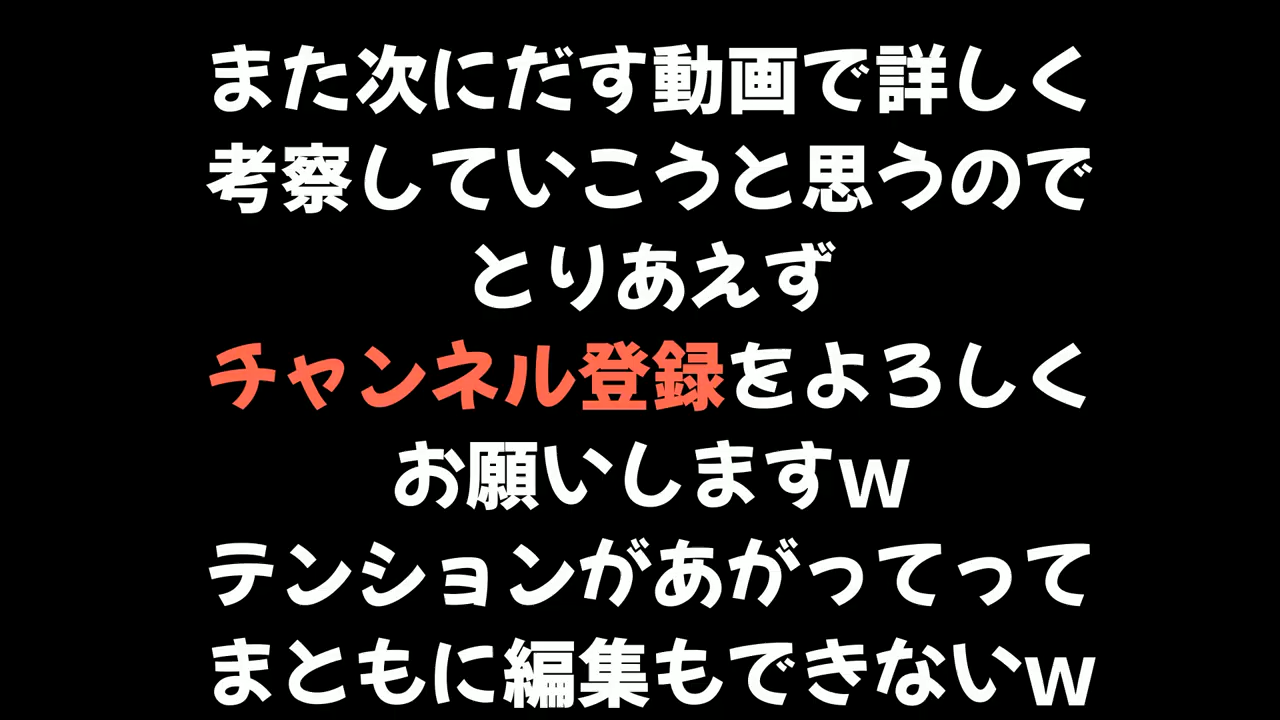 また次にだす動画で詳しく
考察していこうと思うので
とりあえず
チャンネル登録をよろしく
お願いしますw
テンションがあがってって
まともに編集もできないw